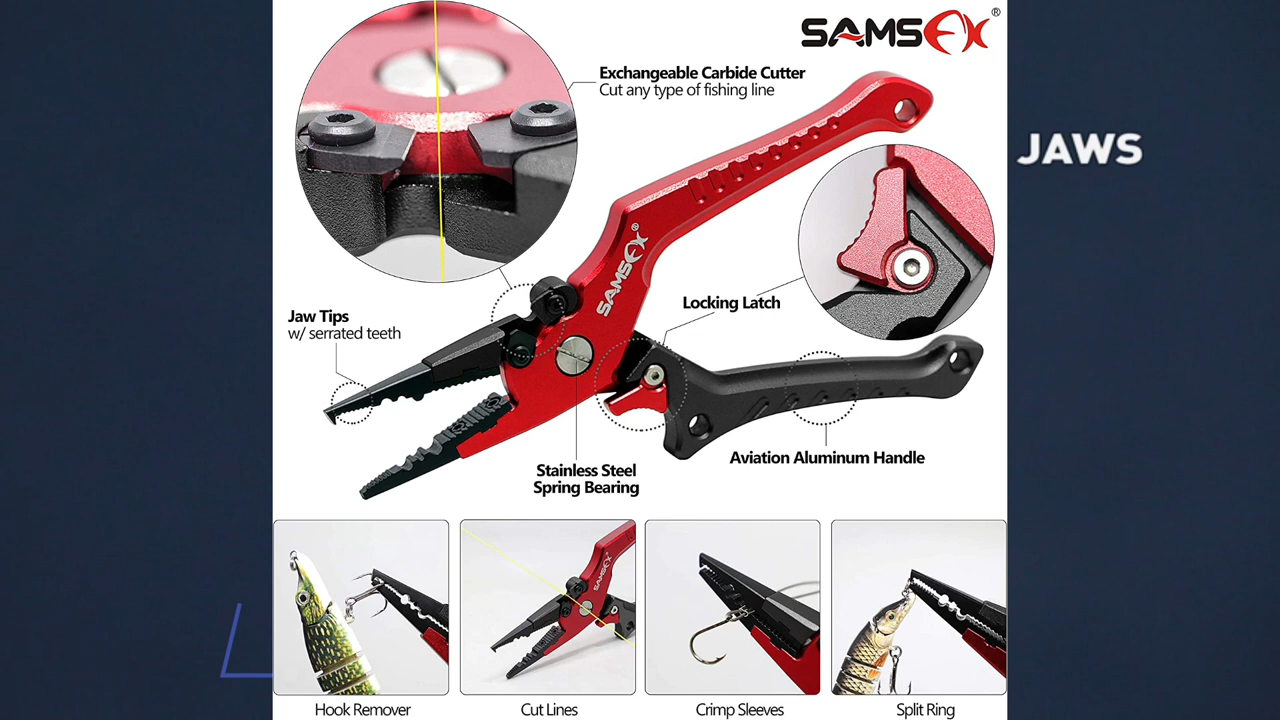 SAMSFX®
Exchangeable Carbide Cutter
Cut any type of fishing line
JAWS
SAMSFX®
Locking Latch
Jaw Tips
w/ serrated teeth
Aviation Aluminum Handle
Stainless Steel
Spring Bearing
SAMSFX
Hook Remover
Cut Lines
Crimp Sleeves
Split Ring